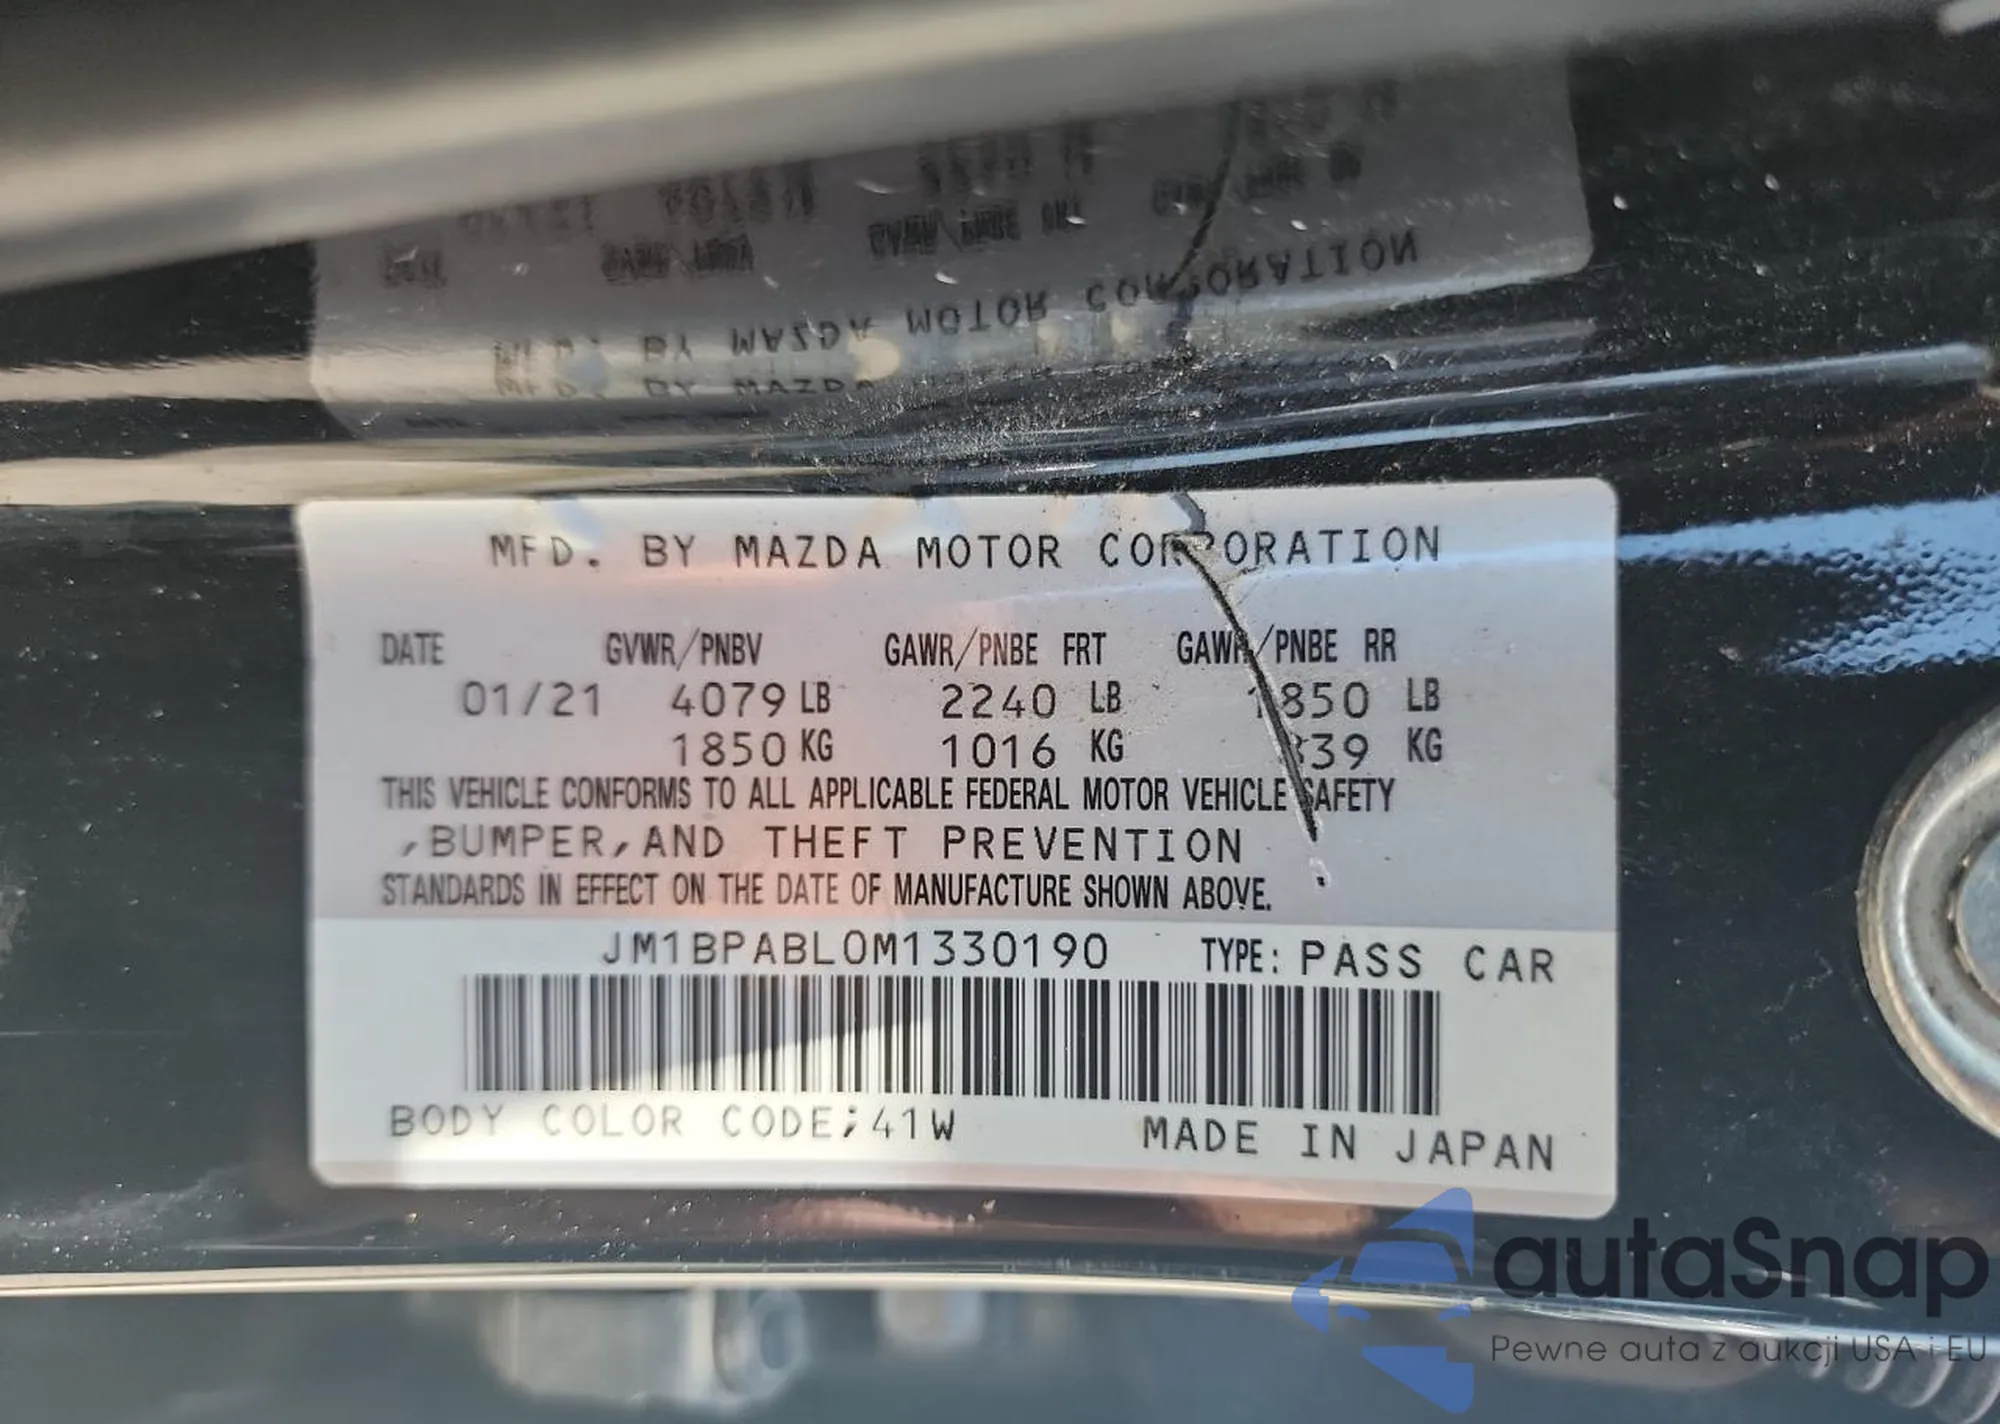 MFD. BY MAZDA MOTOR CORPORATION
DATE GVWR/PNBV GAWR/PNBE FRT GAWR/PNBE RR
01/21 4079 LB 2240 LB 1850 LB
1850 KG 1016 KG 839 KG
THIS VEHICLE CONFORMS TO ALL APPLICABLE FEDERAL MOTOR VEHICLE SAFETY
,BUMPER,AND THEFT PREVENTION
STANDARDS IN EFFECT ON THE DATE OF MANUFACTURE SHOWN ABOVE.
JM1BPABL0M1330190 TYPE: PASS CAR
BODY COLOR CODE;41W MADE IN JAPAN
autaSnap
Pewne auta z aukcji USA i EU